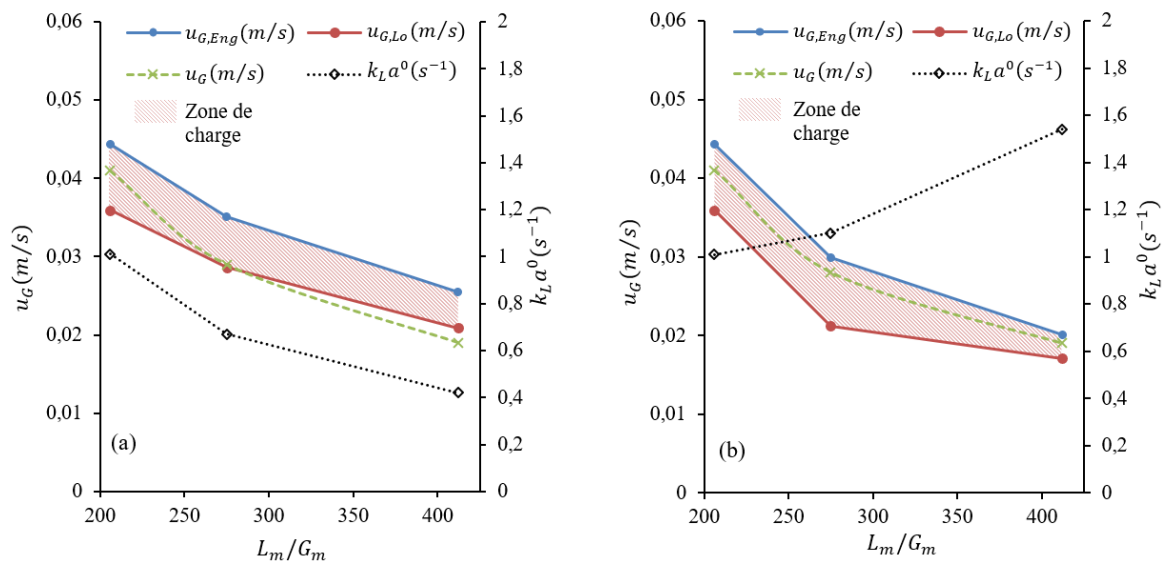 u_{G,Eng}(m/s) u_{G,Lo}(m/s)
u_G(m/s) k_La^0(s^{-1})
Zone de
charge
0,06
0,05
0,04
0,03
0,02
0,01
0
u_G(m/s)
2
1,8
1,6
1,4
1,2
1
0,8
0,6
0,4
0,2
0
k_La^0(s^{-1})
(a)
200 250 300 350 400
L_m/G_m
u_{G,Eng}(m/s) u_{G,Lo}(m/s)
u_G(m/s) k_La^0(s^{-1})
Zone de
charge
0,06
0,05
0,04
0,03
0,02
0,01
0
u_G(m/s)
2
1,8
1,6
1,4
1,2
1
0,8
0,6
0,4
0,2
0
k_La^0(s^{-1})
(b)
200 250 300 350 400
L_m/G_m